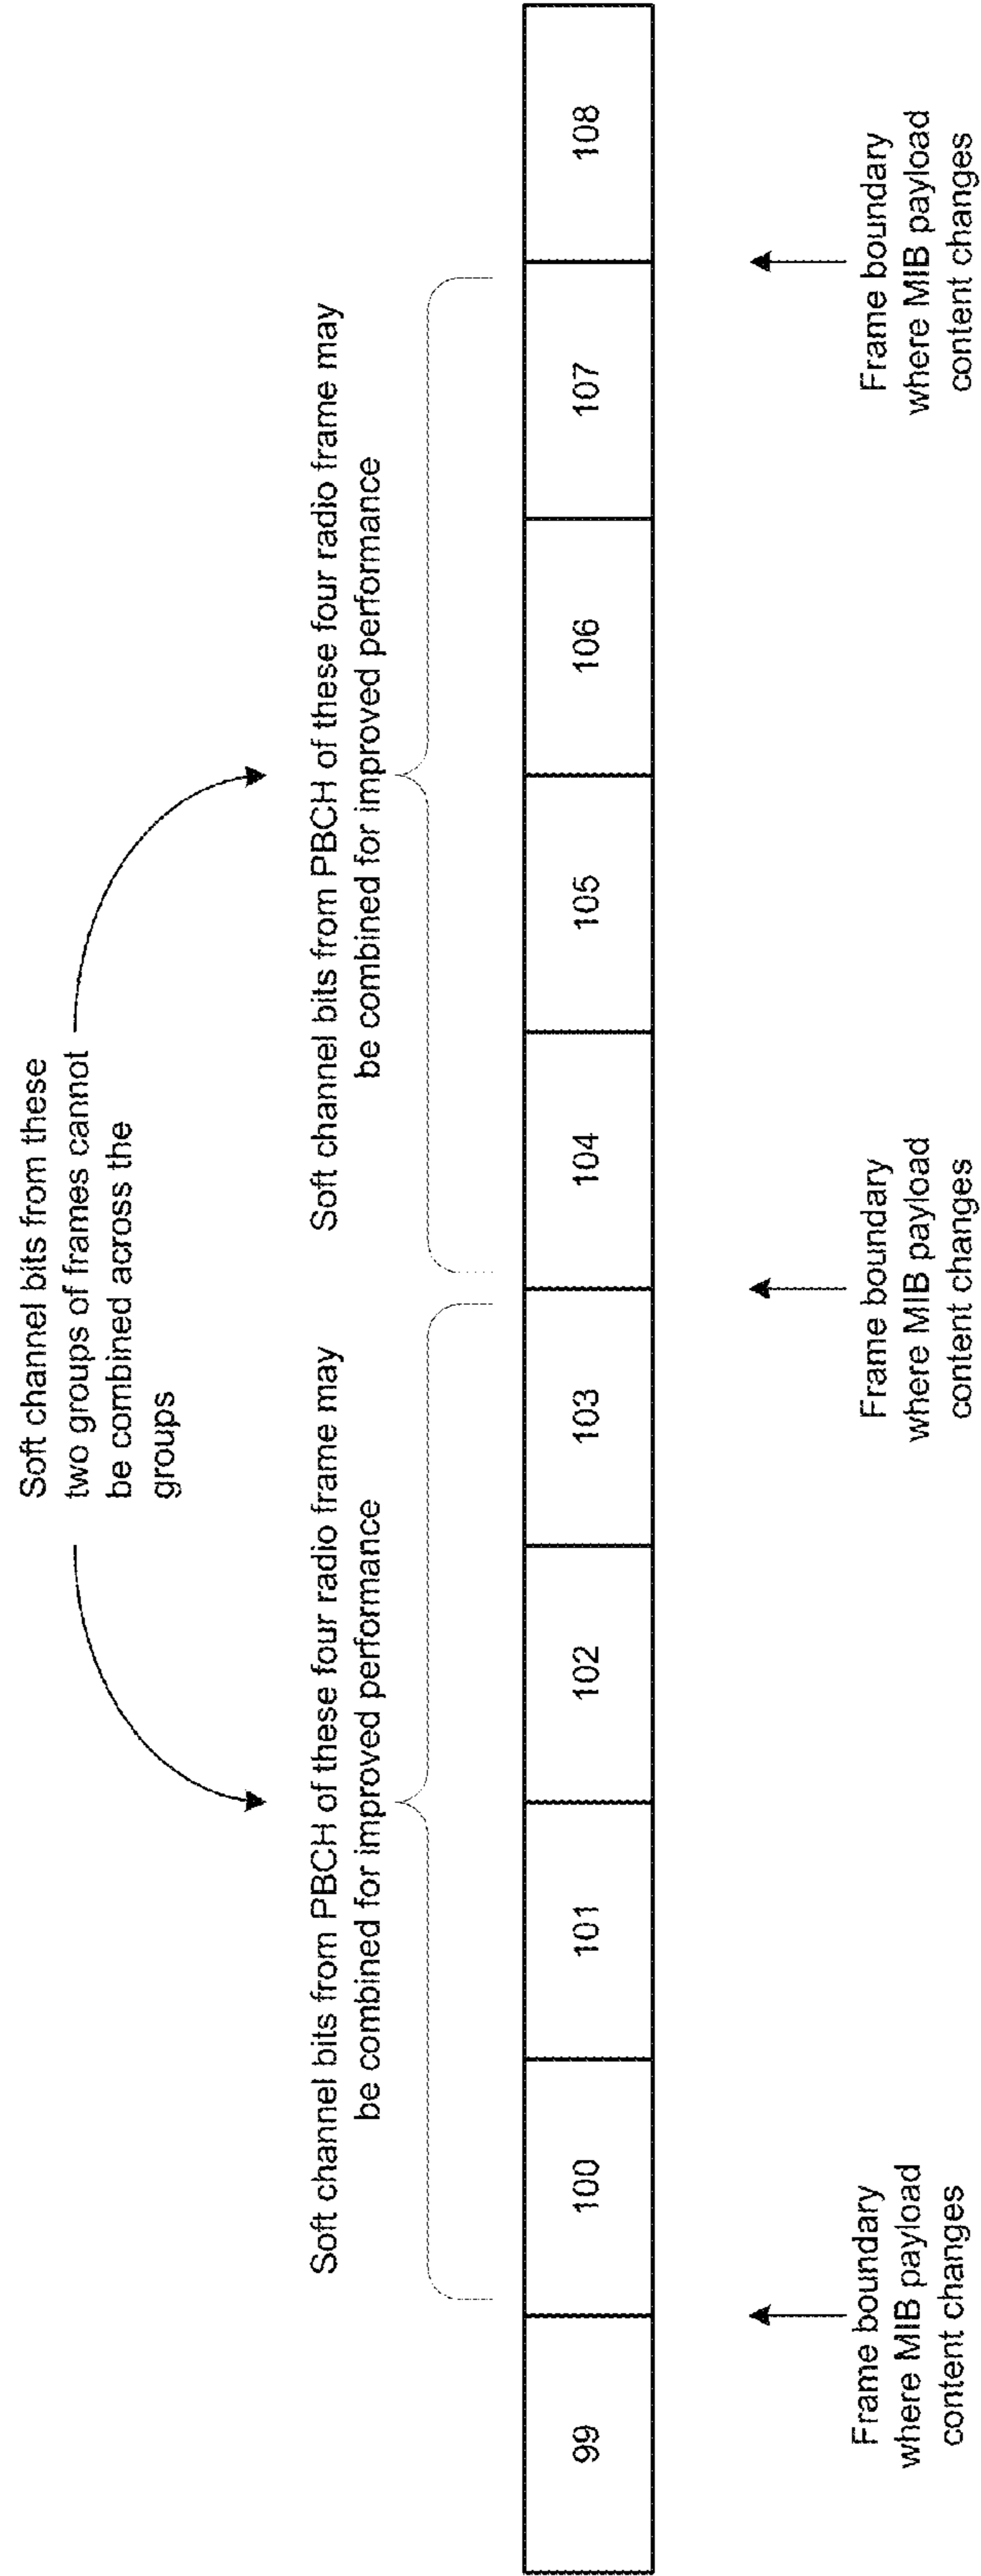 Soft channel bits from these
two groups of frames cannot
be combined across the
groups
Soft channel bits from PBCH of these four radio frame may
be combined for improved performance
Soft channel bits from PBCH of these four radio frame may
be combined for improved performance
99
100
101
102
103
104
105
106
107
108
Frame boundary
where MIB payload
content changes
Frame boundary
where MIB payload
content changes
Frame boundary
where MIB payload
content changes